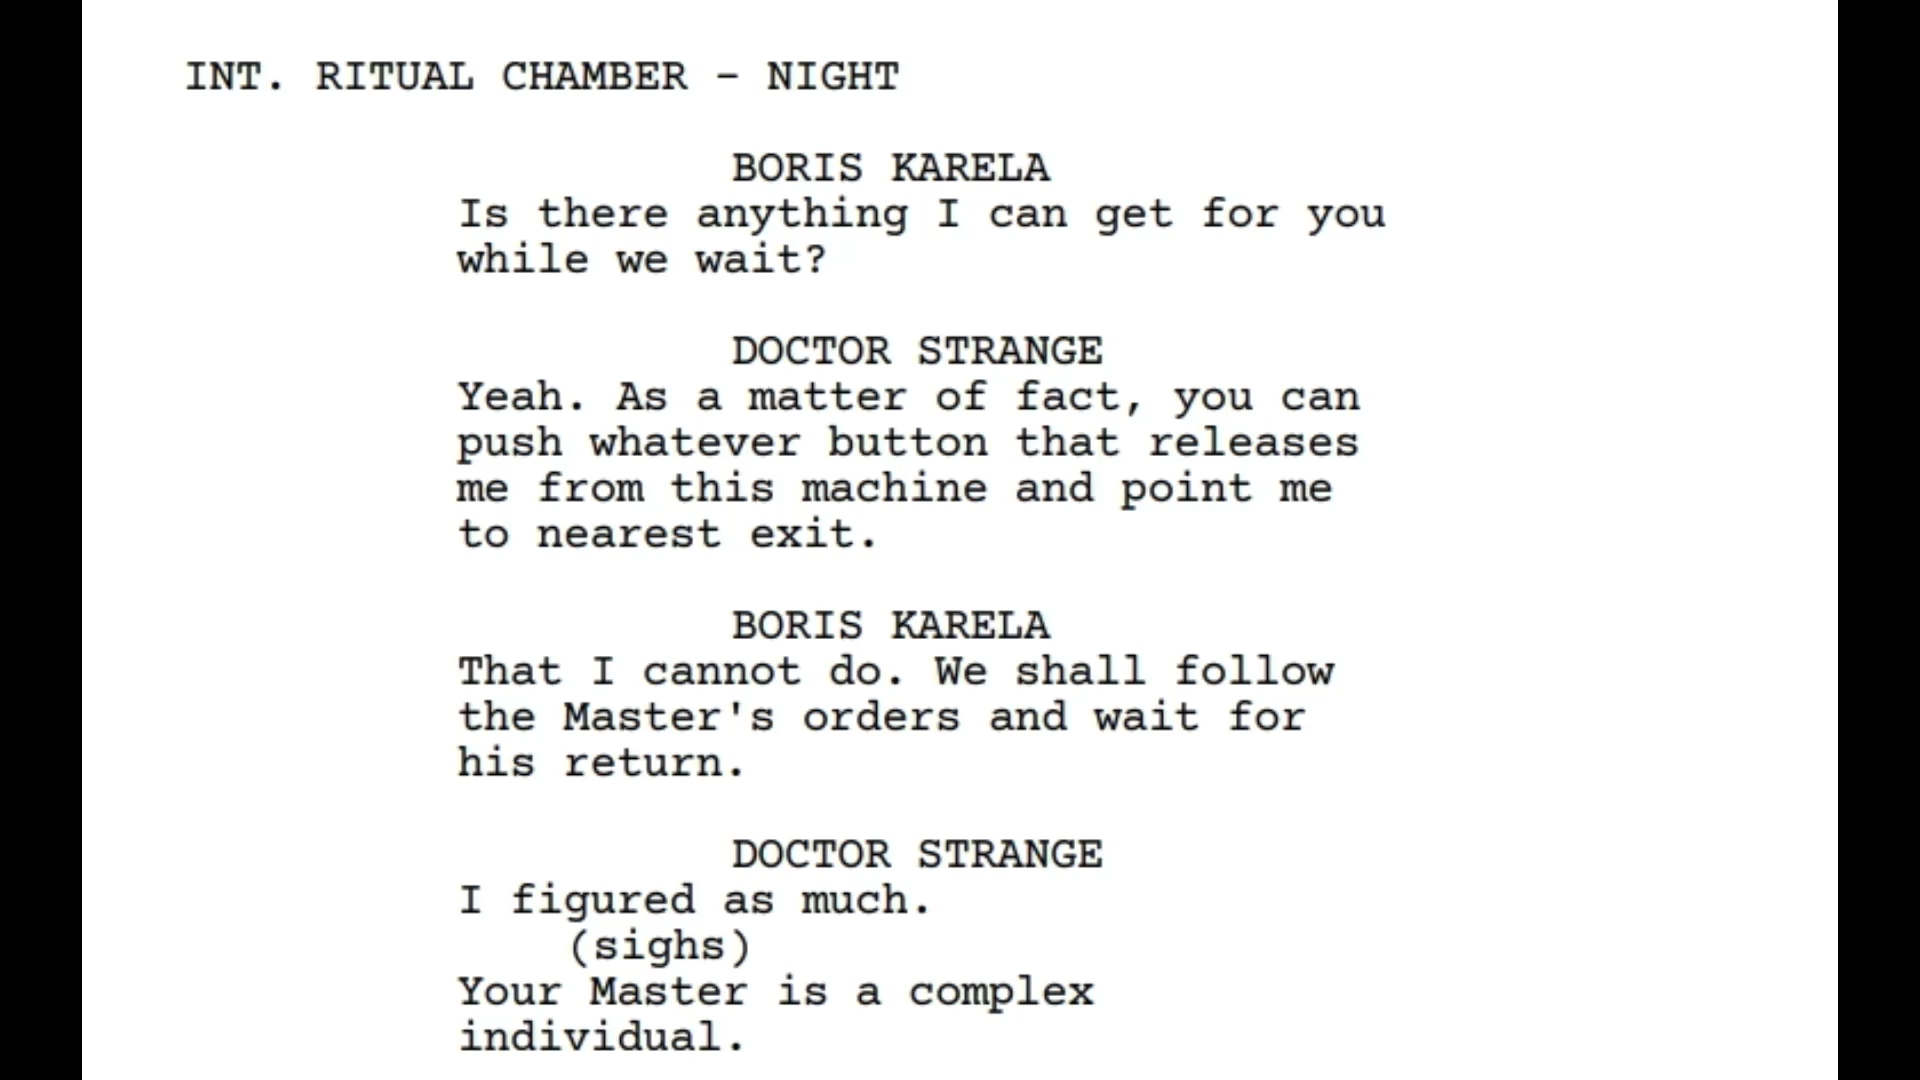 INT. RITUAL CHAMBER - NIGHT
BORIS KARELA
Is there anything I can get for you
while we wait?
DOCTOR STRANGE
Yeah. As a matter of fact, you can
push whatever button that releases
me from this machine and point me
to nearest exit.
BORIS KARELA
That I cannot do. We shall follow
the Master's orders and wait for
his return.
DOCTOR STRANGE
I figured as much.
(sighs)
Your Master is a complex
individual.